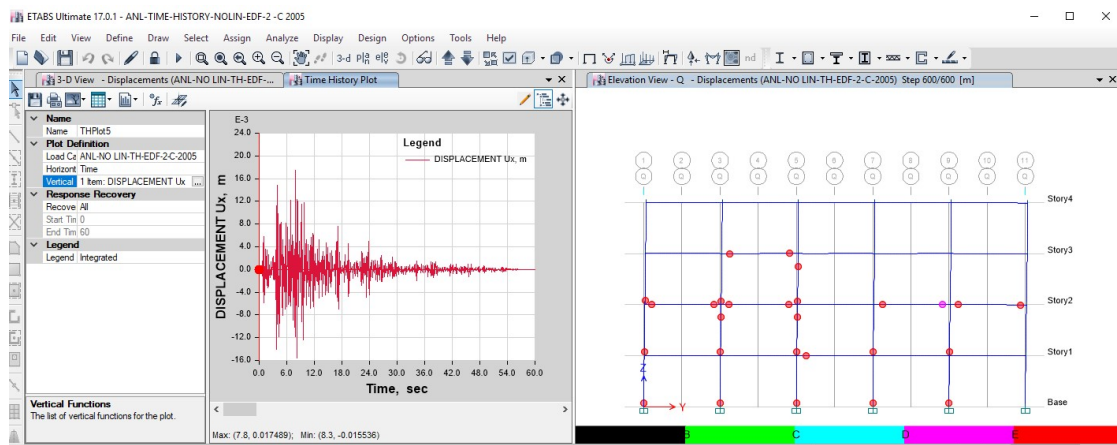 ETABS Ultimate 17.0.1 - ANL-TIME-HISTORY-NOLIN-EDF-2 -C 2005
File Edit View Define Draw Select Assign Analyze Display Design Options Tools Help
3-d nd
3-D View - Displacements (ANL-NO LIN-TH-EDF-...
Time History Plot
Elevation View - Q - Displacements (ANL-NO LIN-TH-EDF-2-C-2005) Step 600/600 [m]
Name
Name THPlot5
Plot Definition
Load Ca ANL-NO LIN-EDF-2-C-2005
Horizont Time
Vertical 1 Item: DISPLACEMENT Ux ...
Response Recovery
Recove All
Start Tin 0
End Tim 60
Legend
Legend Integrated
Vertical Functions
The list of vertical functions for the plot.
E-3
24.0
20.0
16.0
12.0
8.0
4.0
0.0
-4.0
-8.0
-12.0
-16.0
DISPLACEMENT Ux, m
Legend
DISPLACEMENT Ux, m
0.0 6.0 12.0 18.0 24.0 30.0 36.0 42.0 48.0 54.0 60.0
Time, sec
Max: (7.8, 0.017489); Min: (8.3, -0.015536)
1 2 3 4 5 6 7 8 9 10 11
Q Q Q Q Q Q Q Q Q Q Q
Story4
Story3
Story2
Story1
Base
Z
Y
B C D E